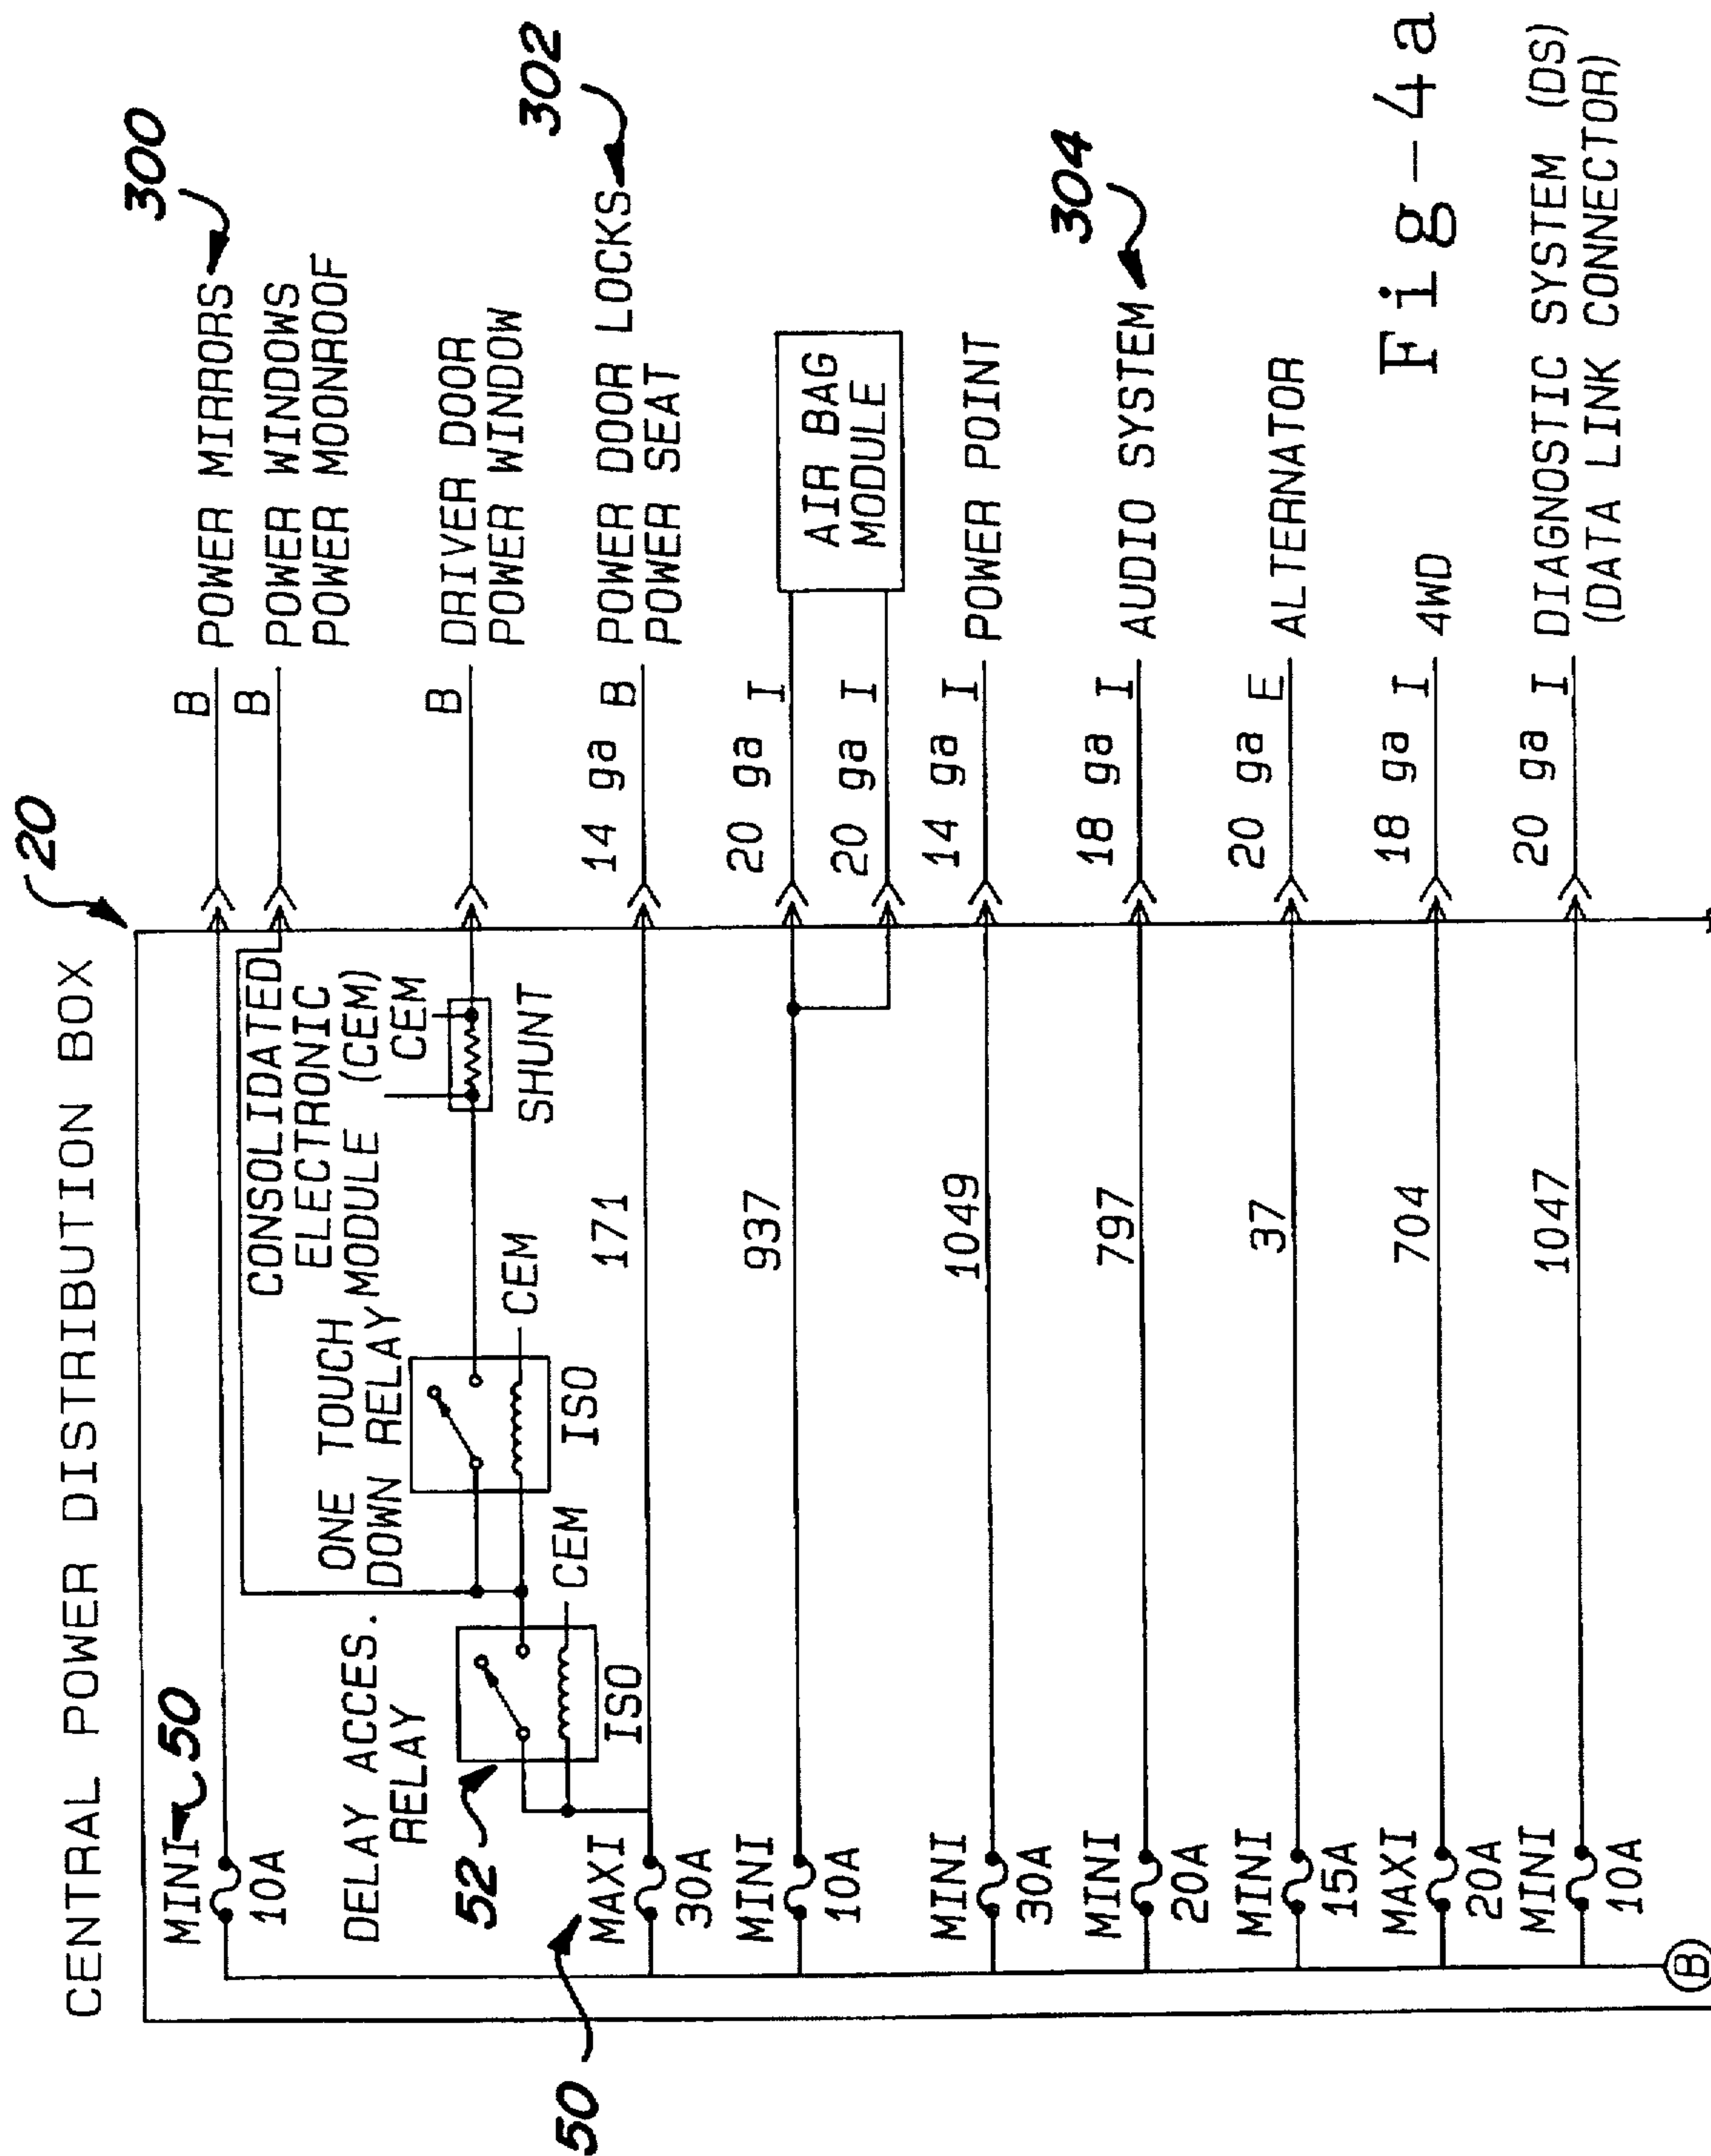 CENTRAL POWER DISTRIBUTION BOX
20
MINI
50
10A
B
POWER MIRRORS
300
CONSOLIDATED
ELECTRONIC
MODULE (CEM)
B
POWER WINDOWS
POWER MOONROOF
DELAY ACCES.
RELAY
52
ISO
CEM
ONE TOUCH
DOWN RELAY
ISO
CEM
CEM
SHUNT
B
DRIVER DOOR
POWER WINDOW
50
MAXI
30A
171
14 ga B
POWER DOOR LOCKS
POWER SEAT
302
MINI
10A
937
20 ga I
20 ga I
AIR BAG
MODULE
MINI
30A
1049
14 ga I
POWER POINT
MINI
20A
797
18 ga I
AUDIO SYSTEM
304
MINI
15A
37
20 ga E
ALTERNATOR
MAXI
20A
704
18 ga I
4WD
Fig-4a
MINI
10A
1047
20 ga I
DIAGNOSTIC SYSTEM (DS)
(DATA LINK CONNECTOR)
B